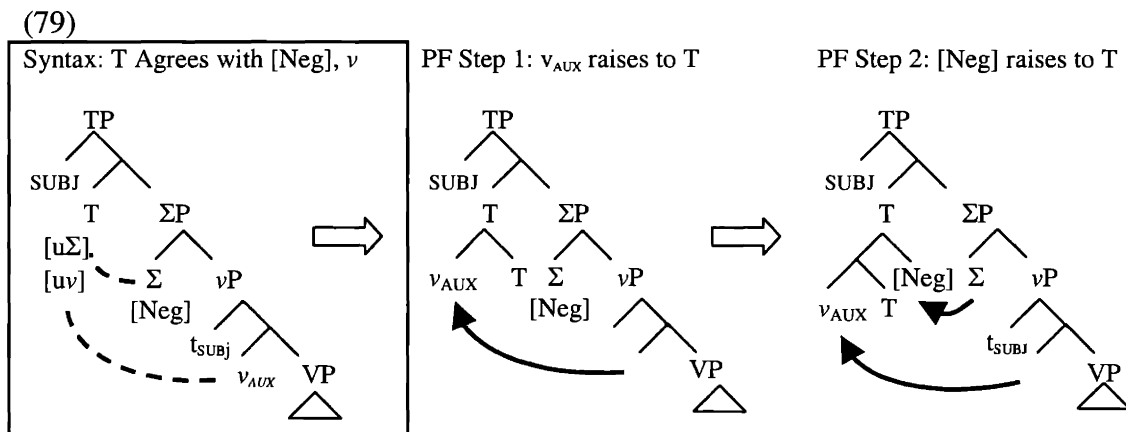 (79)
Syntax: T Agrees with [Neg], v PF Step 1: vAUX raises to T PF Step 2: [Neg] raises to T
TP TP TP
SUBJ SUBJ SUBJ
T ΣP T ΣP T ΣP
[uΣ]
[uv] Σ vP vAUX T Σ vP [Neg] Σ vP
[Neg] [Neg] vAUX T
tSUBj tSUBJ
vAUX VP VP VP